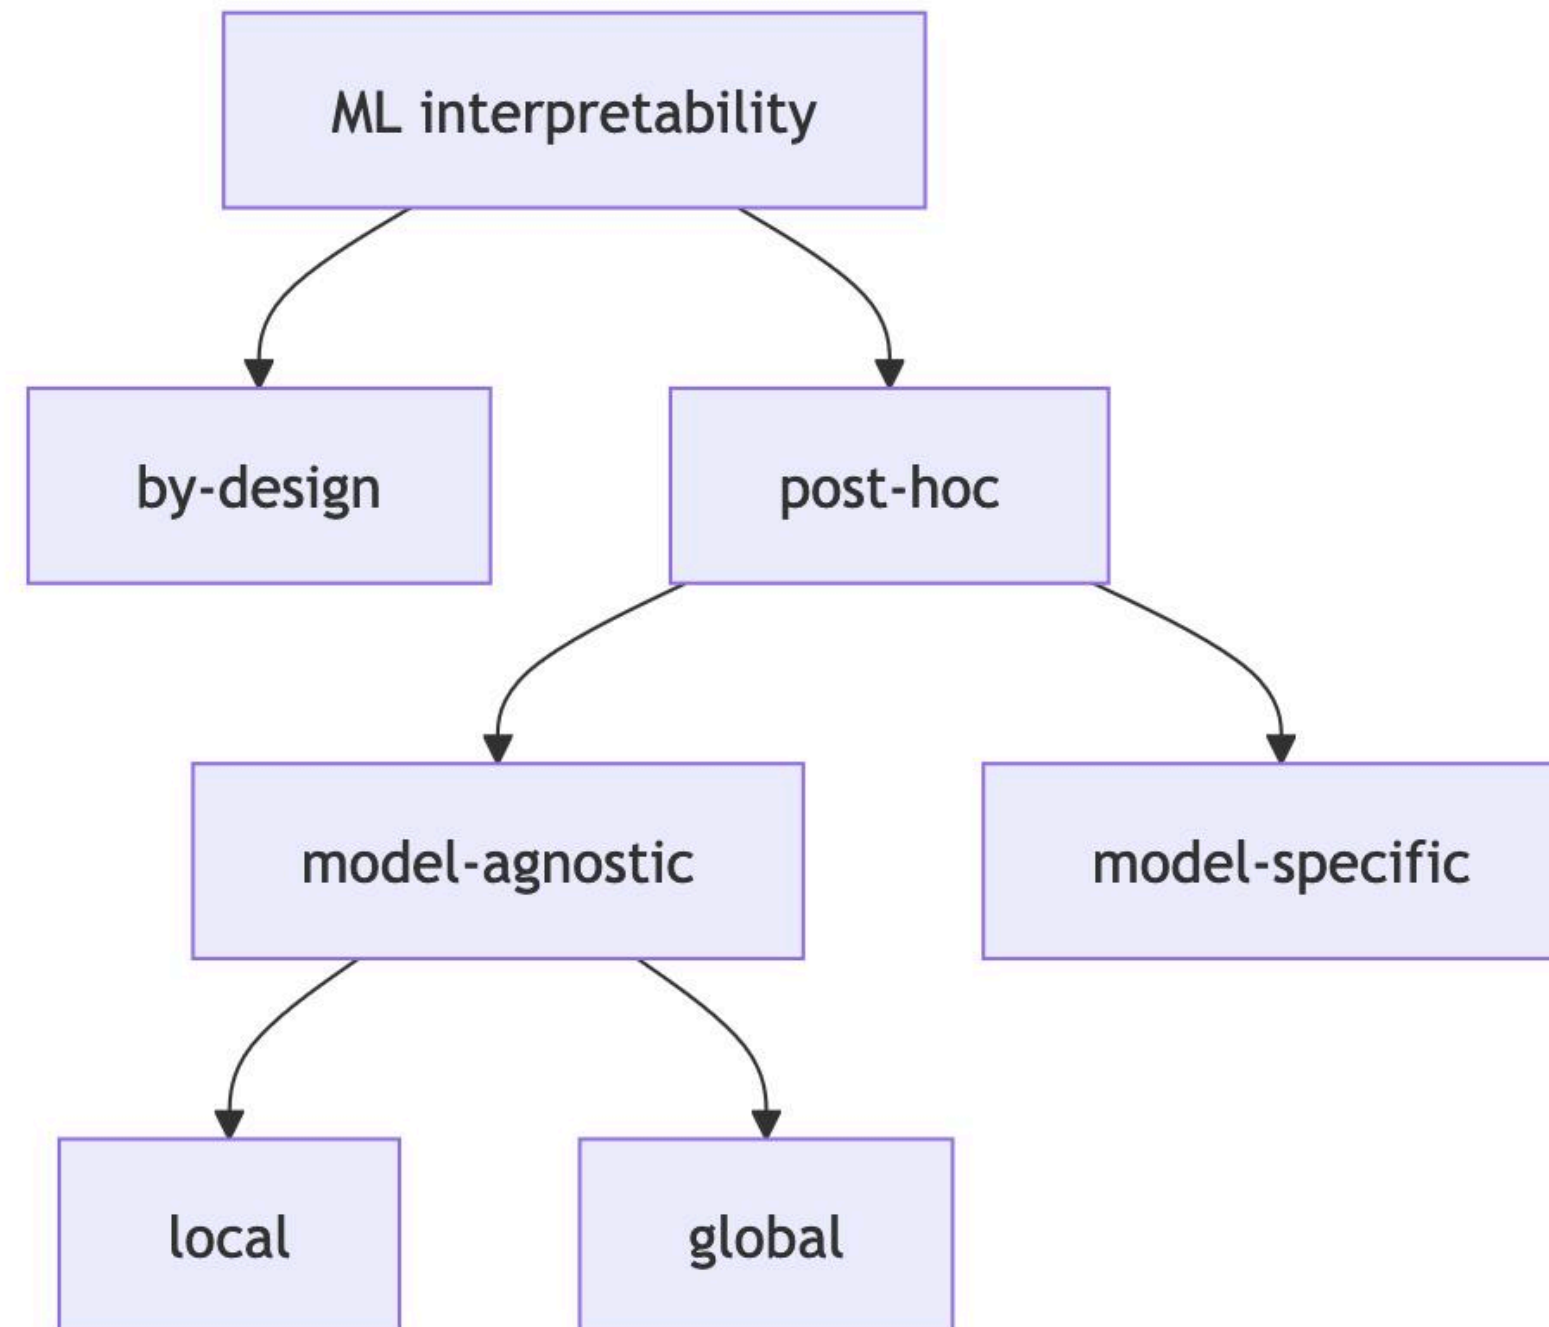 ML interpretability
by-design
post-hoc
model-agnostic
model-specific
local
global